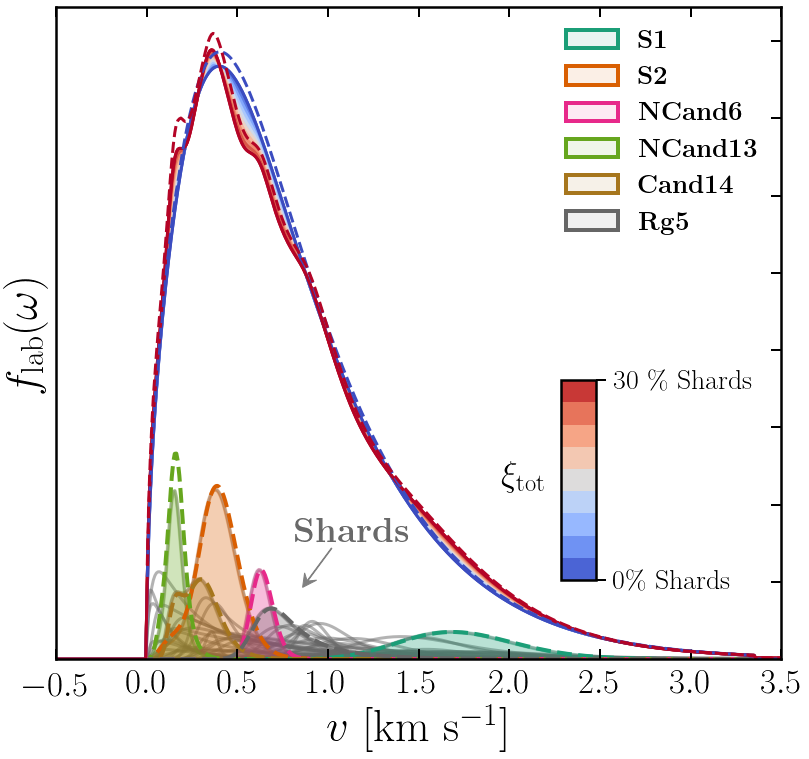 S1
S2
NCand6
NCand13
Cand14
Rg5
f_lab(ω)
30 % Shards
ξ_tot
0% Shards
Shards
−0.5 0.0 0.5 1.0 1.5 2.0 2.5 3.0 3.5
v [km s⁻¹]